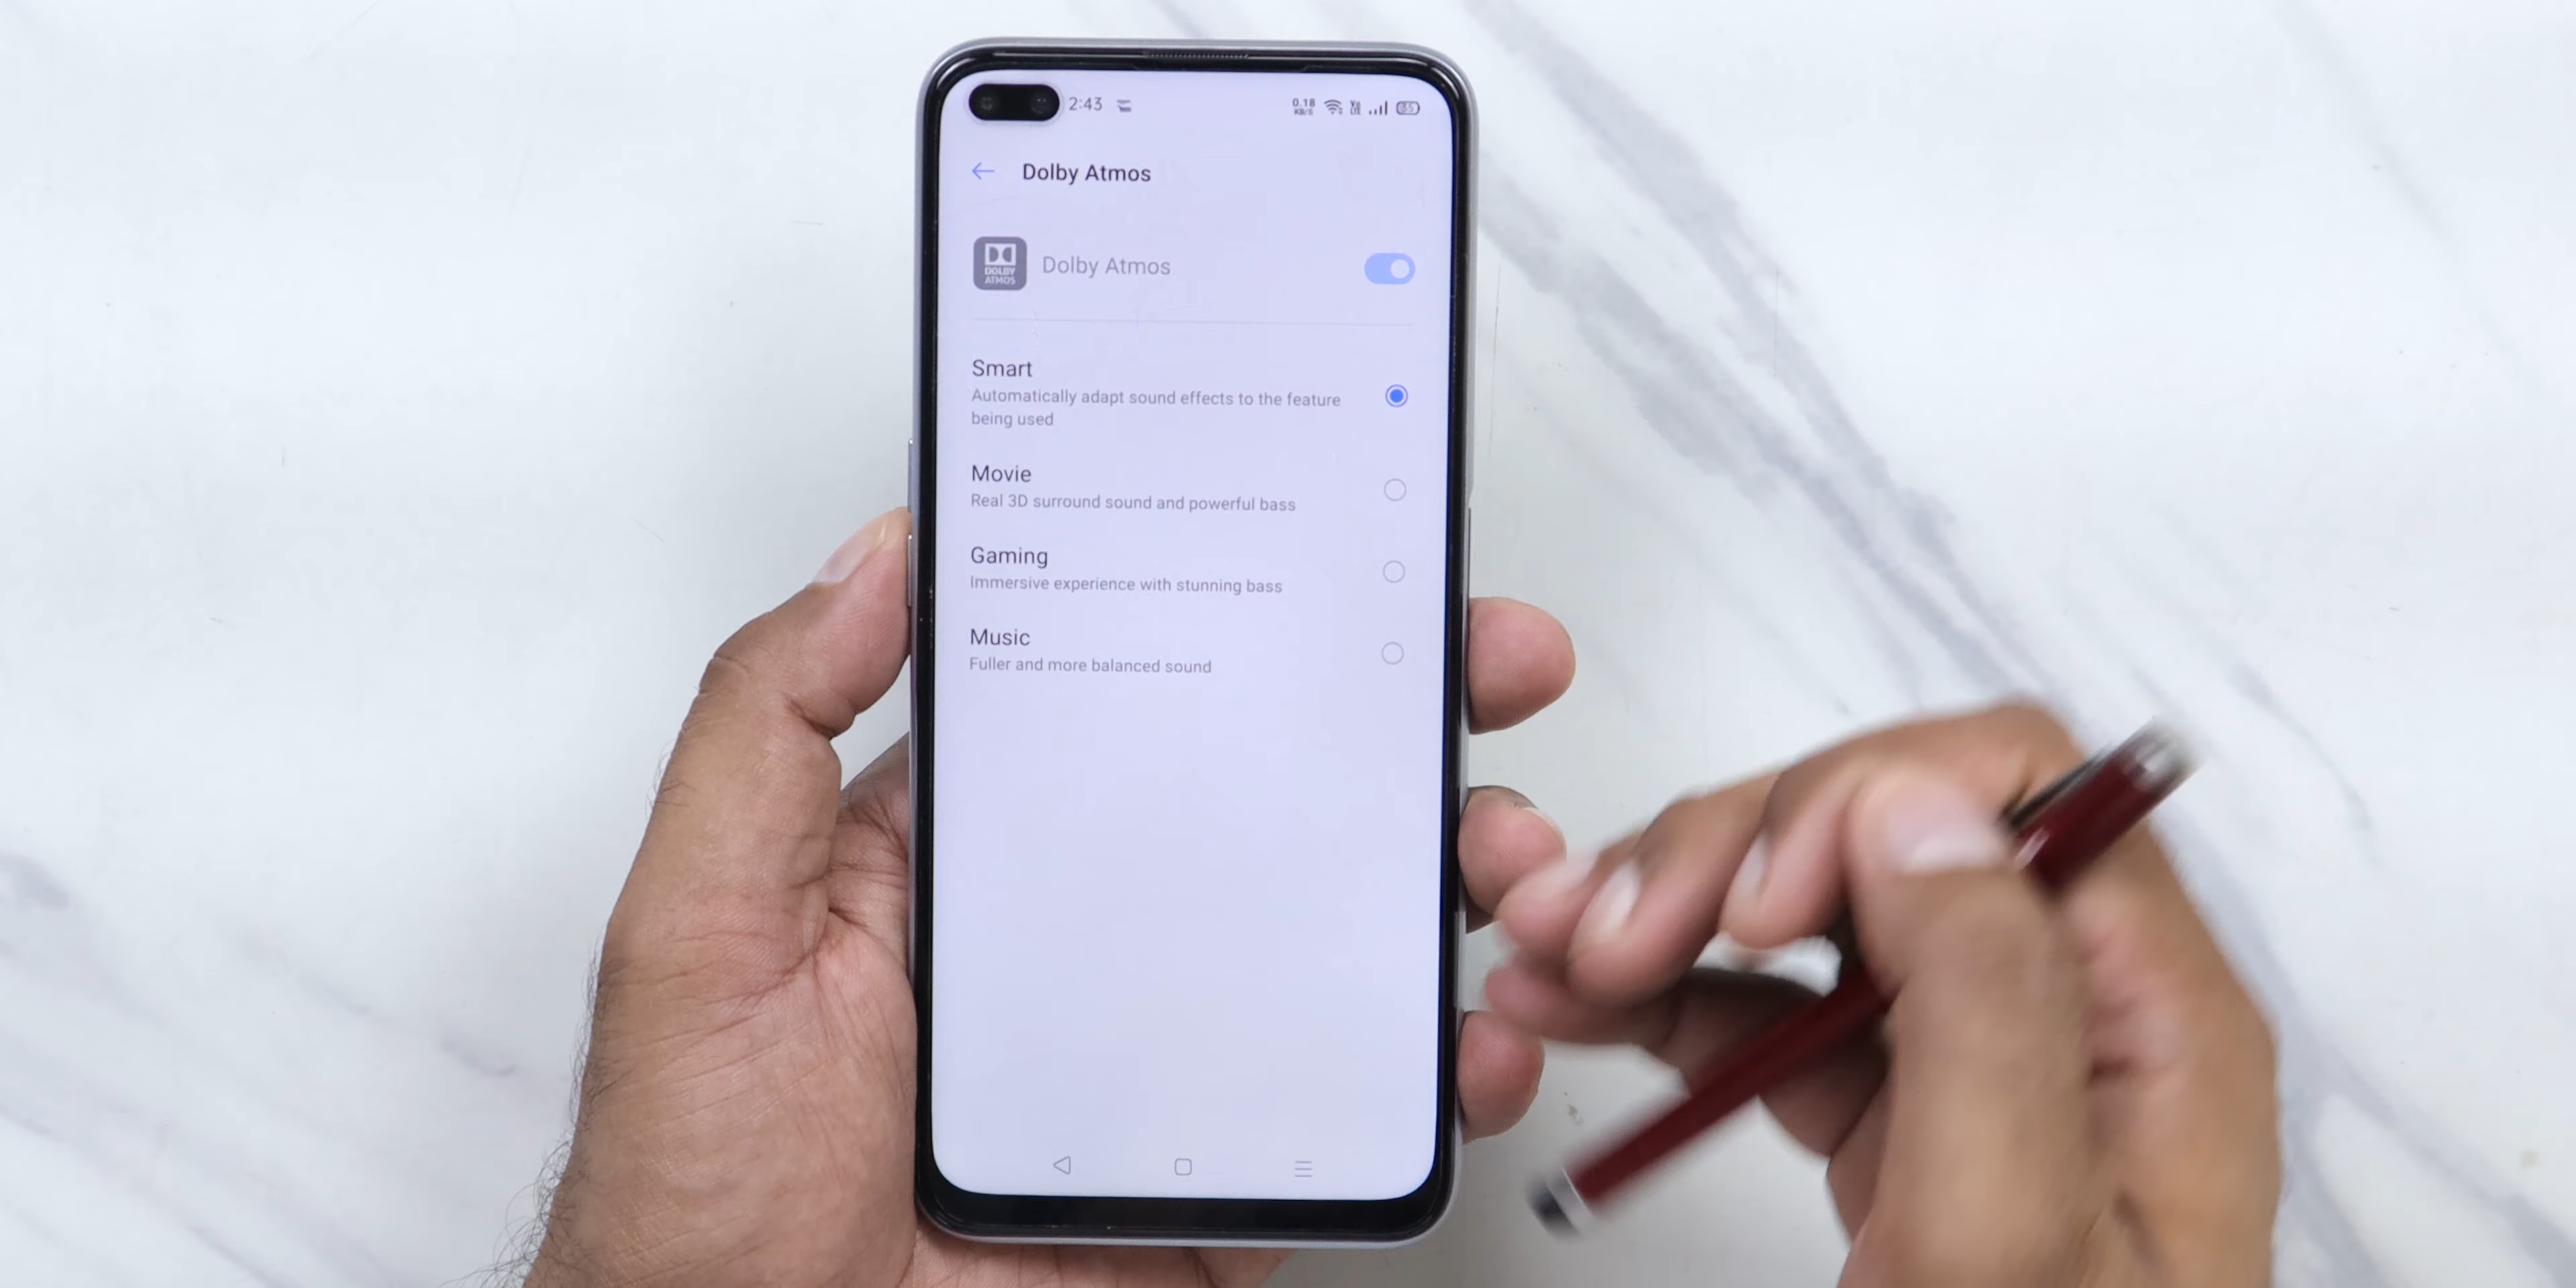 2:43
0.18
KB/S
85
Dolby Atmos
DOLBY
ATMOS
Dolby Atmos
Smart
Automatically adapt sound effects to the feature
being used
Movie
Real 3D surround sound and powerful bass
Gaming
Immersive experience with stunning bass
Music
Fuller and more balanced sound